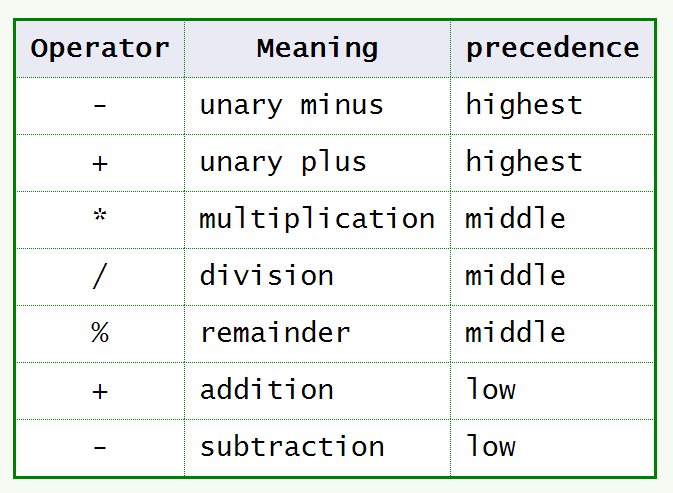 Operator Meaning precedence
- unary minus highest
+ unary plus highest
* multiplication middle
/ division middle
% remainder middle
+ addition low
- subtraction low